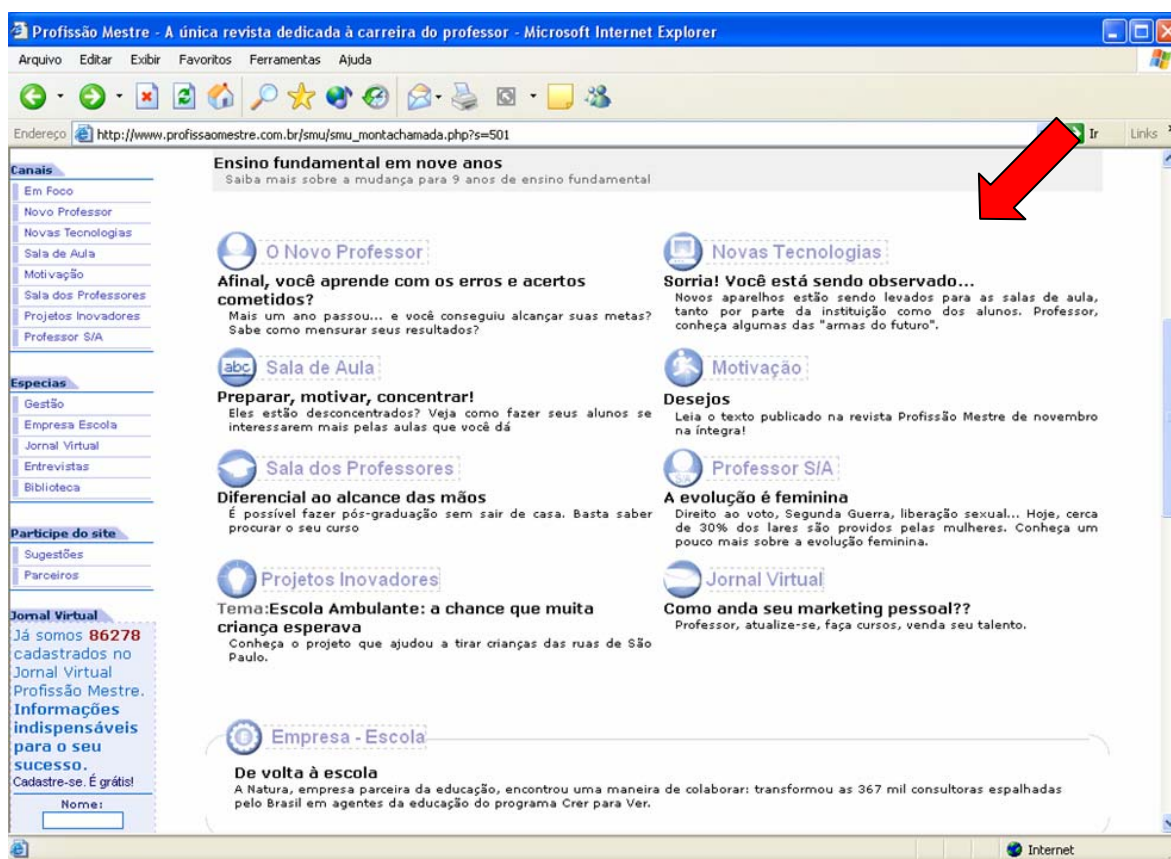 Profissão Mestre - A única revista dedicada à carreira do professor - Microsoft Internet Explorer
Arquivo Editar Exibir Favoritos Ferramentas Ajuda
Endereço http://www.profissaomestre.com.br/smu/smu_montachamada.php?s=501 Ir Links
Canais
Em Foco
Novo Professor
Novas Tecnologias
Sala de Aula
Motivação
Sala dos Professores
Projetos Inovadores
Professor S/A
Especias
Gestão
Empresa Escola
Jornal Virtual
Entrevistas
Biblioteca
Participe do site
Sugestões
Parceiros
Jornal Virtual
Já somos 86278
cadastrados no
Jornal Virtual
Profissão Mestre.
Informações
indispensáveis
para o seu
sucesso.
Cadastre-se. É grátis!
Nome:
Ensino fundamental em nove anos
Saiba mais sobre a mudança para 9 anos de ensino fundamental
O Novo Professor
Afinal, você aprende com os erros e acertos
cometidos?
Mais um ano passou... e você conseguiu alcançar suas metas?
Sabe como mensurar seus resultados?
Novas Tecnologias
Sorria! Você está sendo observado...
Novos aparelhos estão sendo levados para as salas de aula,
tanto por parte da instituição como dos alunos. Professor,
conheça algumas das "armas do futuro".
abc Sala de Aula
Preparar, motivar, concentrar!
Eles estão desconcentrados? Veja como fazer seus alunos se
interessarem mais pelas aulas que você dá
Motivação
Desejos
Leia o texto publicado na revista Profissão Mestre de novembro
na íntegra!
Sala dos Professores
Diferencial ao alcance das mãos
É possível fazer pós-graduação sem sair de casa. Basta saber
procurar o seu curso
S/A Professor S/A
A evolução é feminina
Direito ao voto, Segunda Guerra, liberação sexual... Hoje, cerca
de 30% dos lares são providos pelas mulheres. Conheça um
pouco mais sobre a evolução feminina.
Projetos Inovadores
Tema:Escola Ambulante: a chance que muita
criança esperava
Conheça o projeto que ajudou a tirar crianças das ruas de São
Paulo.
Jornal Virtual
Como anda seu marketing pessoal??
Professor, atualize-se, faça cursos, venda seu talento.
Empresa - Escola
De volta à escola
A Natura, empresa parceira da educação, encontrou uma maneira de colaborar: transformou as 367 mil consultoras espalhadas
pelo Brasil em agentes da educação do programa Crer para Ver.
Internet